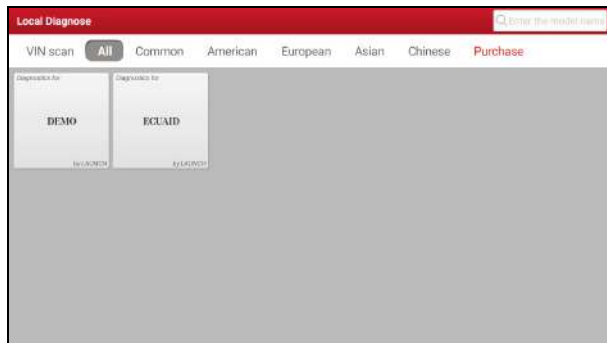 Local Diagnose
Enter the model name
VIN scan All Common American European Asian Chinese Purchase
Diagnostics for
DEMO
by LAUNCH
Diagnostics for
ECUAID
by LAUNCH